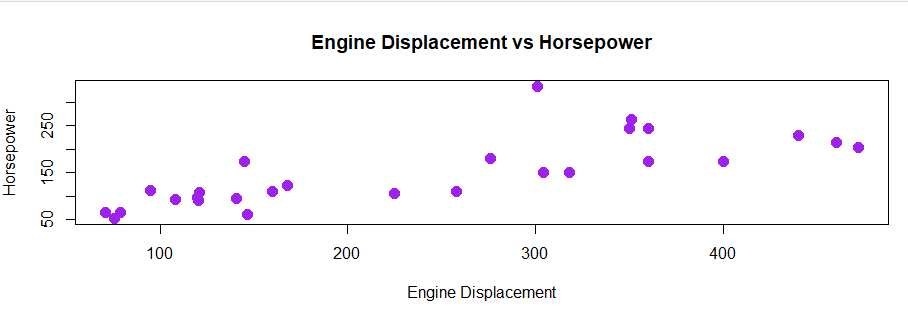 Engine Displacement vs Horsepower
Horsepower
250
150
50
100
200
300
400
Engine Displacement